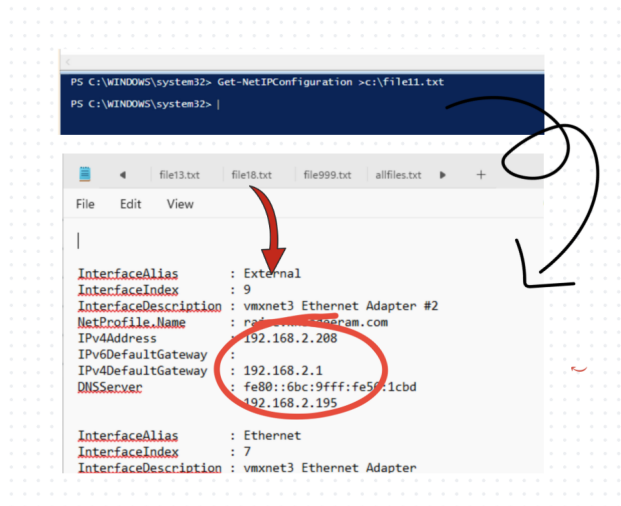 PS C:\WINDOWS\system32> Get-NetIPConfiguration >c:\file11.txt
PS C:\WINDOWS\system32>
file13.txt file18.txt file999.txt allfiles.txt
File Edit View
InterfaceAlias : External
InterfaceIndex : 9
InterfaceDescription : vmxnet3 Ethernet Adapter #2
NetProfile.Name :
IPv4Address : 192.168.2.208
IPv6DefaultGateway :
IPv4DefaultGateway : 192.168.2.1
DNSServer : fe80::6bc:9fff:fe56:1cbd
192.168.2.195
InterfaceAlias : Ethernet
InterfaceIndex : 7
InterfaceDescription : vmxnet3 Ethernet Adapter